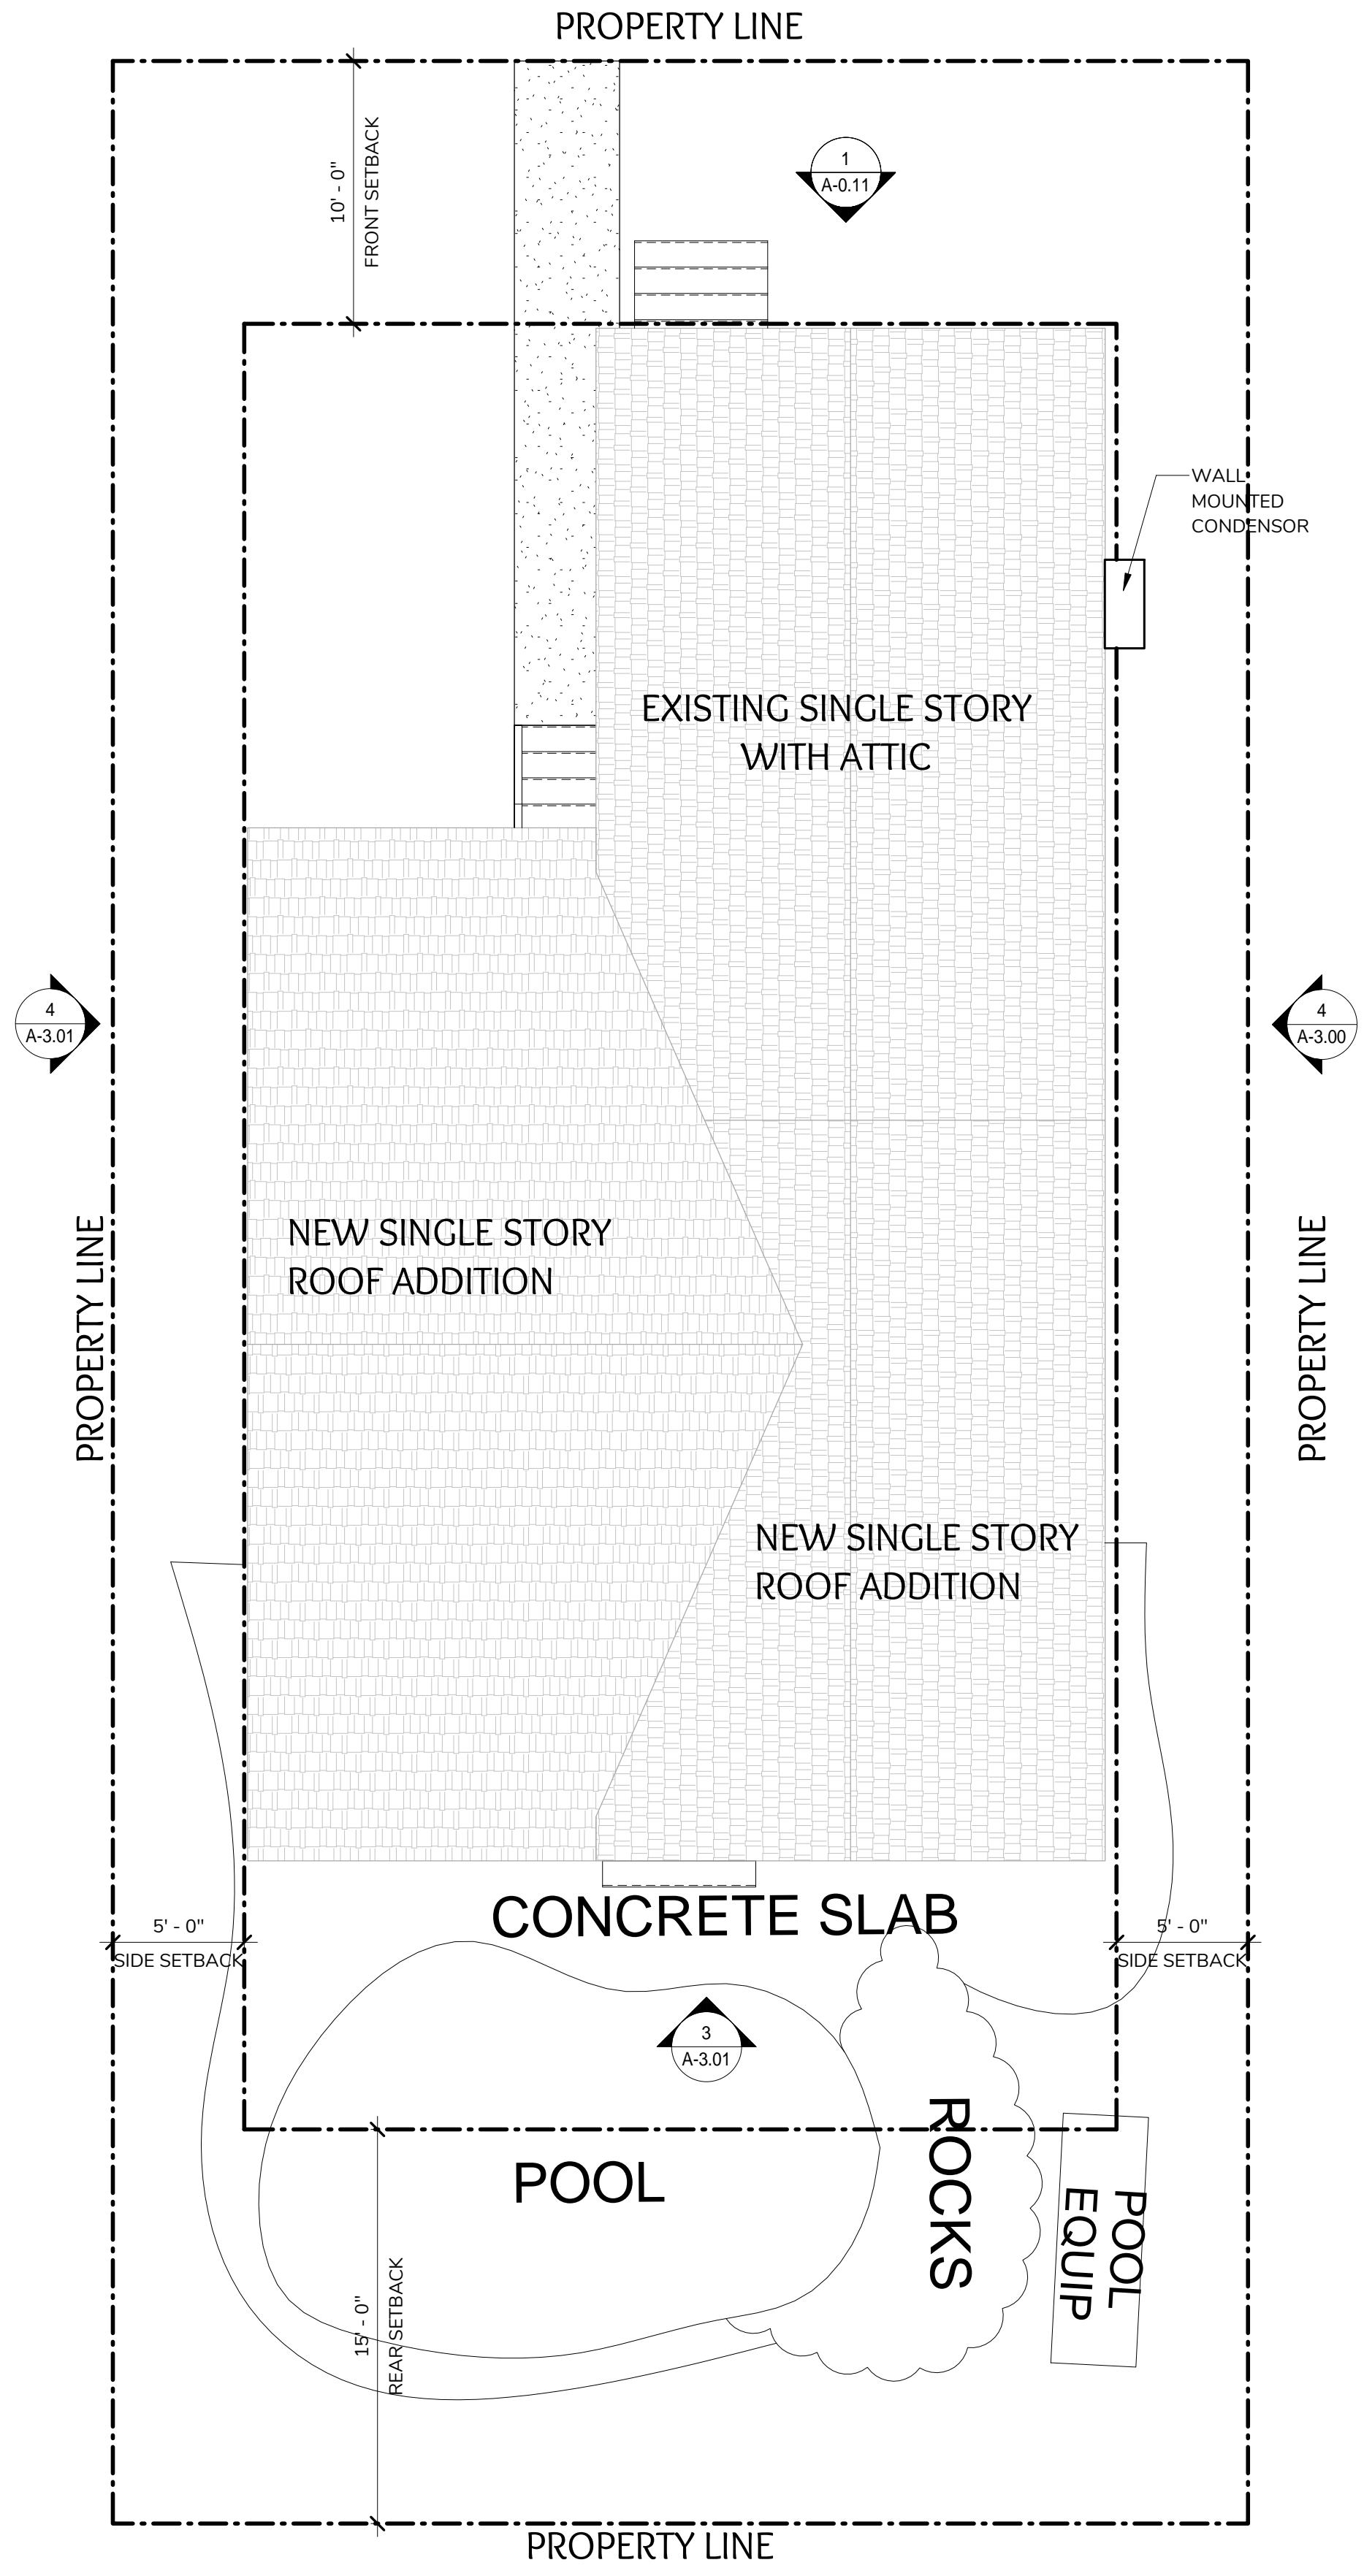 PROPERTY LINE
10' - 0"
FRONT SETBACK
1
A-0.11
WALL
MOUNTED
CONDENSOR
EXISTING SINGLE STORY
WITH ATTIC
4
A-3.01
4
A-3.00
PROPERTY LINE
NEW SINGLE STORY
ROOF ADDITION
PROPERTY LINE
NEW SINGLE STORY
ROOF ADDITION
CONCRETE SLAB
5' - 0"
SIDE SETBACK
5' - 0"
SIDE SETBACK
3
A-3.01
POOL
ROCKS
POOL
EQUIP
15' - 0"
REAR SETBACK
PROPERTY LINE